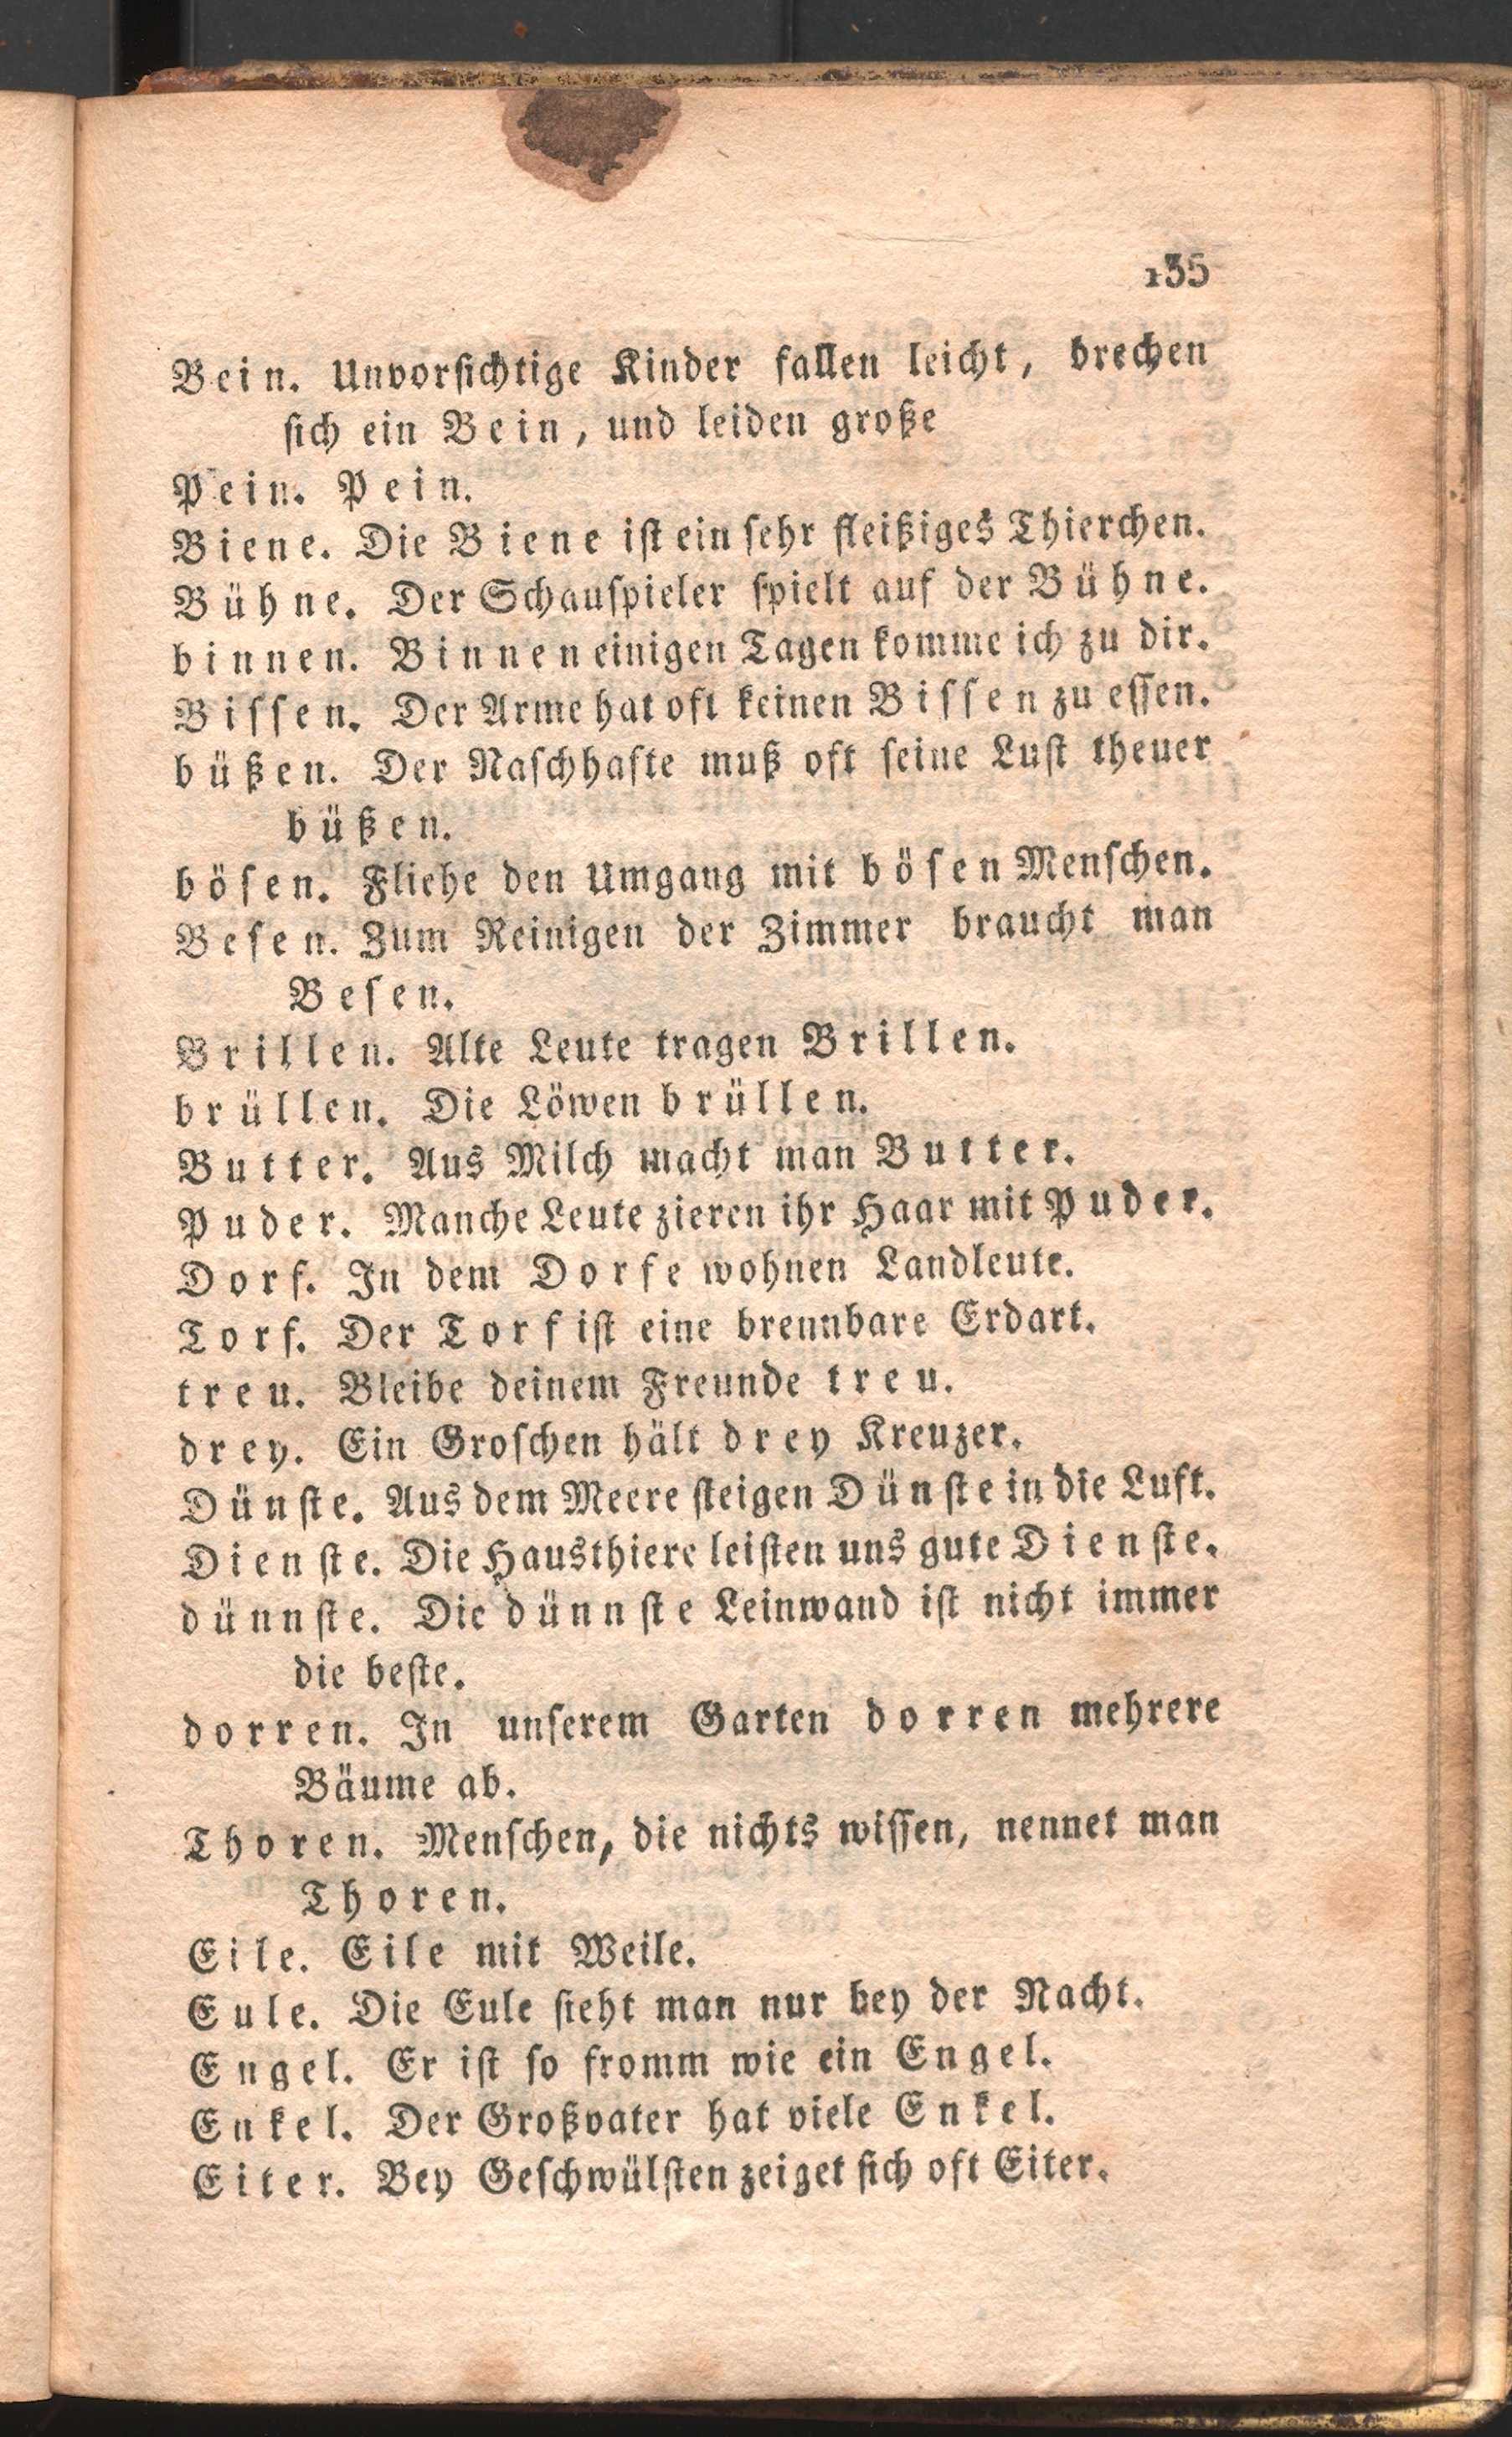 135
Bein. Unvorsichtige Kinder fallen leicht, brechen
sich ein Bein, und leiden große
Pein. Pein.
Biene. Die Biene ist ein sehr fleißiges Thierchen.
Bühne. Der Schauspieler spielt auf der Bühne.
binnen. Binnen einigen Tagen komme ich zu dir.
Bissen. Der Arme hat oft keinen Bissen zu essen.
büßen. Der Naschhafte muß oft seine Lust theuer
büßen.
bösen. Fliehe den Umgang mit bösen Menschen.
Besen. Zum Reinigen der Zimmer braucht man
Besen.
Brillen. Alte Leute tragen Brillen.
brüllen. Die Löwen brüllen.
Butter. Aus Milch macht man Butter.
Puder. Manche Leute zieren ihr Haar mit Puder.
Dorf. In dem Dorfe wohnen Landleute.
Torf. Der Torf ist eine brennbare Erdart.
treu. Bleibe deinem Freunde treu.
drey. Ein Groschen hält drey Kreuzer.
Dünste. Aus dem Meere steigen Dünste in die Luft.
Dienste. Die Hausthiere leisten uns gute Dienste.
dünnste. Die dünnste Leinwand ist nicht immer
die beste.
dorren. In unserem Garten dorren mehrere
Bäume ab.
Thoren. Menschen, die nichts wissen, nennet man
Thoren.
Eile. Eile mit Weile.
Eule. Die Eule sieht man nur bey der Nacht.
Engel. Er ist so fromm wie ein Engel.
Enkel. Der Großvater hat viele Enkel.
Eiter. Bey Geschwülsten zeiget sich oft Eiter.